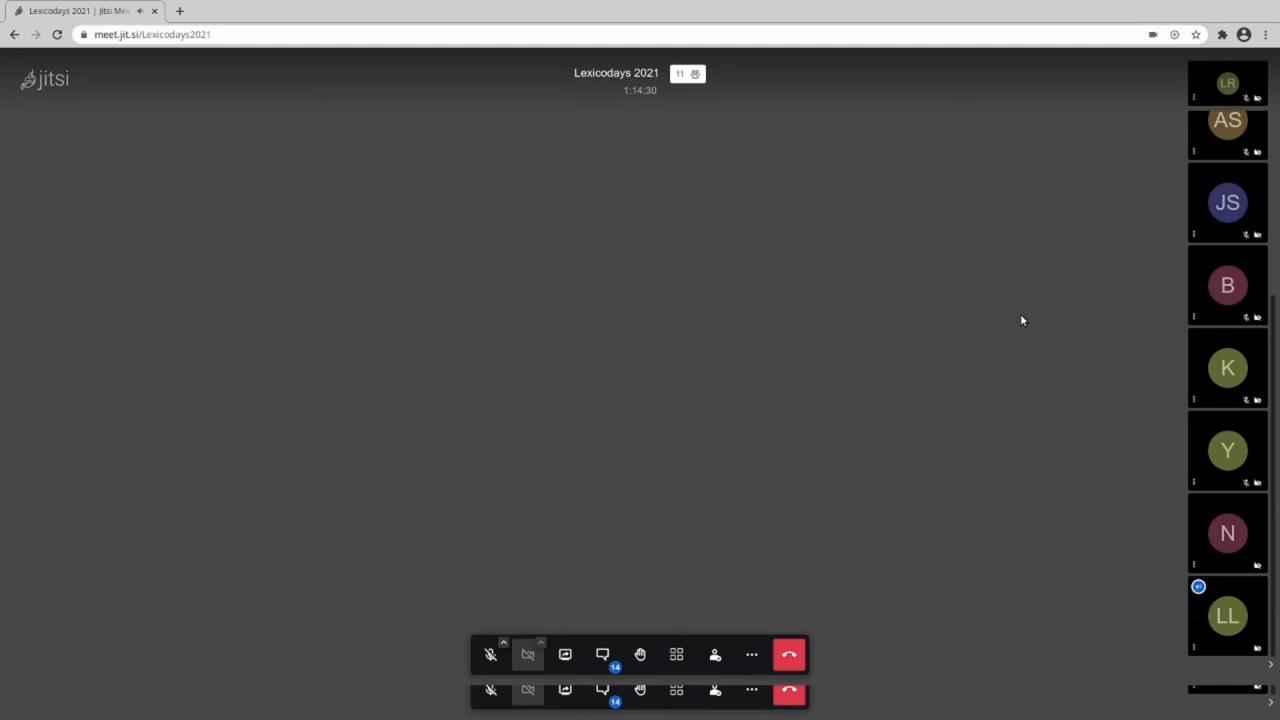 Lexicodays 2021 | Jitsi Mee
meet.jit.si/Lexicodays2021
jitsi
Lexicodays 2021
11
1:14:30
LR
AS
JS
B
K
Y
N
LL
14
14